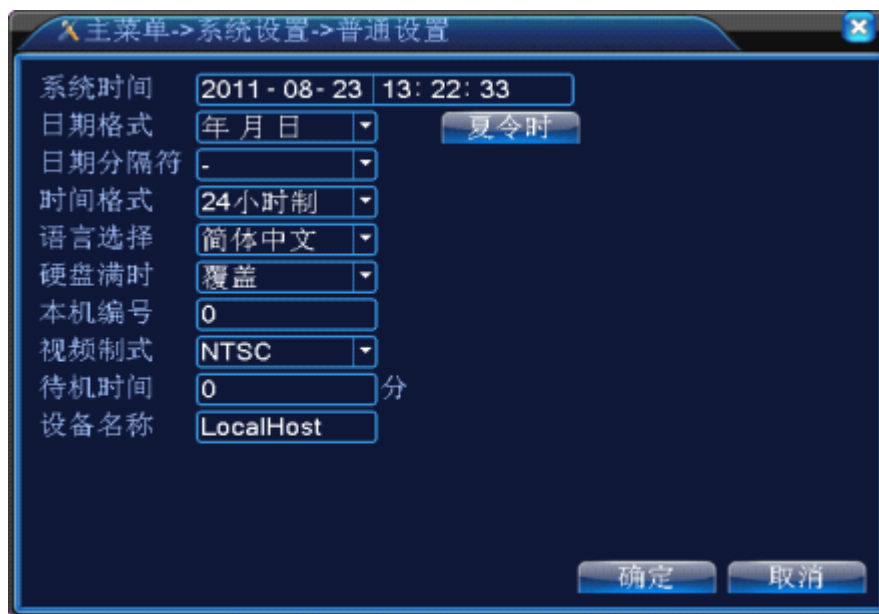 主菜单->系统设置->普通设置
系统时间 2011-08-23 13:22:33
日期格式 年月日 夏令时
日期分隔符 -
时间格式 24小时制
语言选择 简体中文
硬盘满时 覆盖
本机编号 0
视频制式 NTSC
待机时间 0 分
设备名称 LocalHost
确定 取消